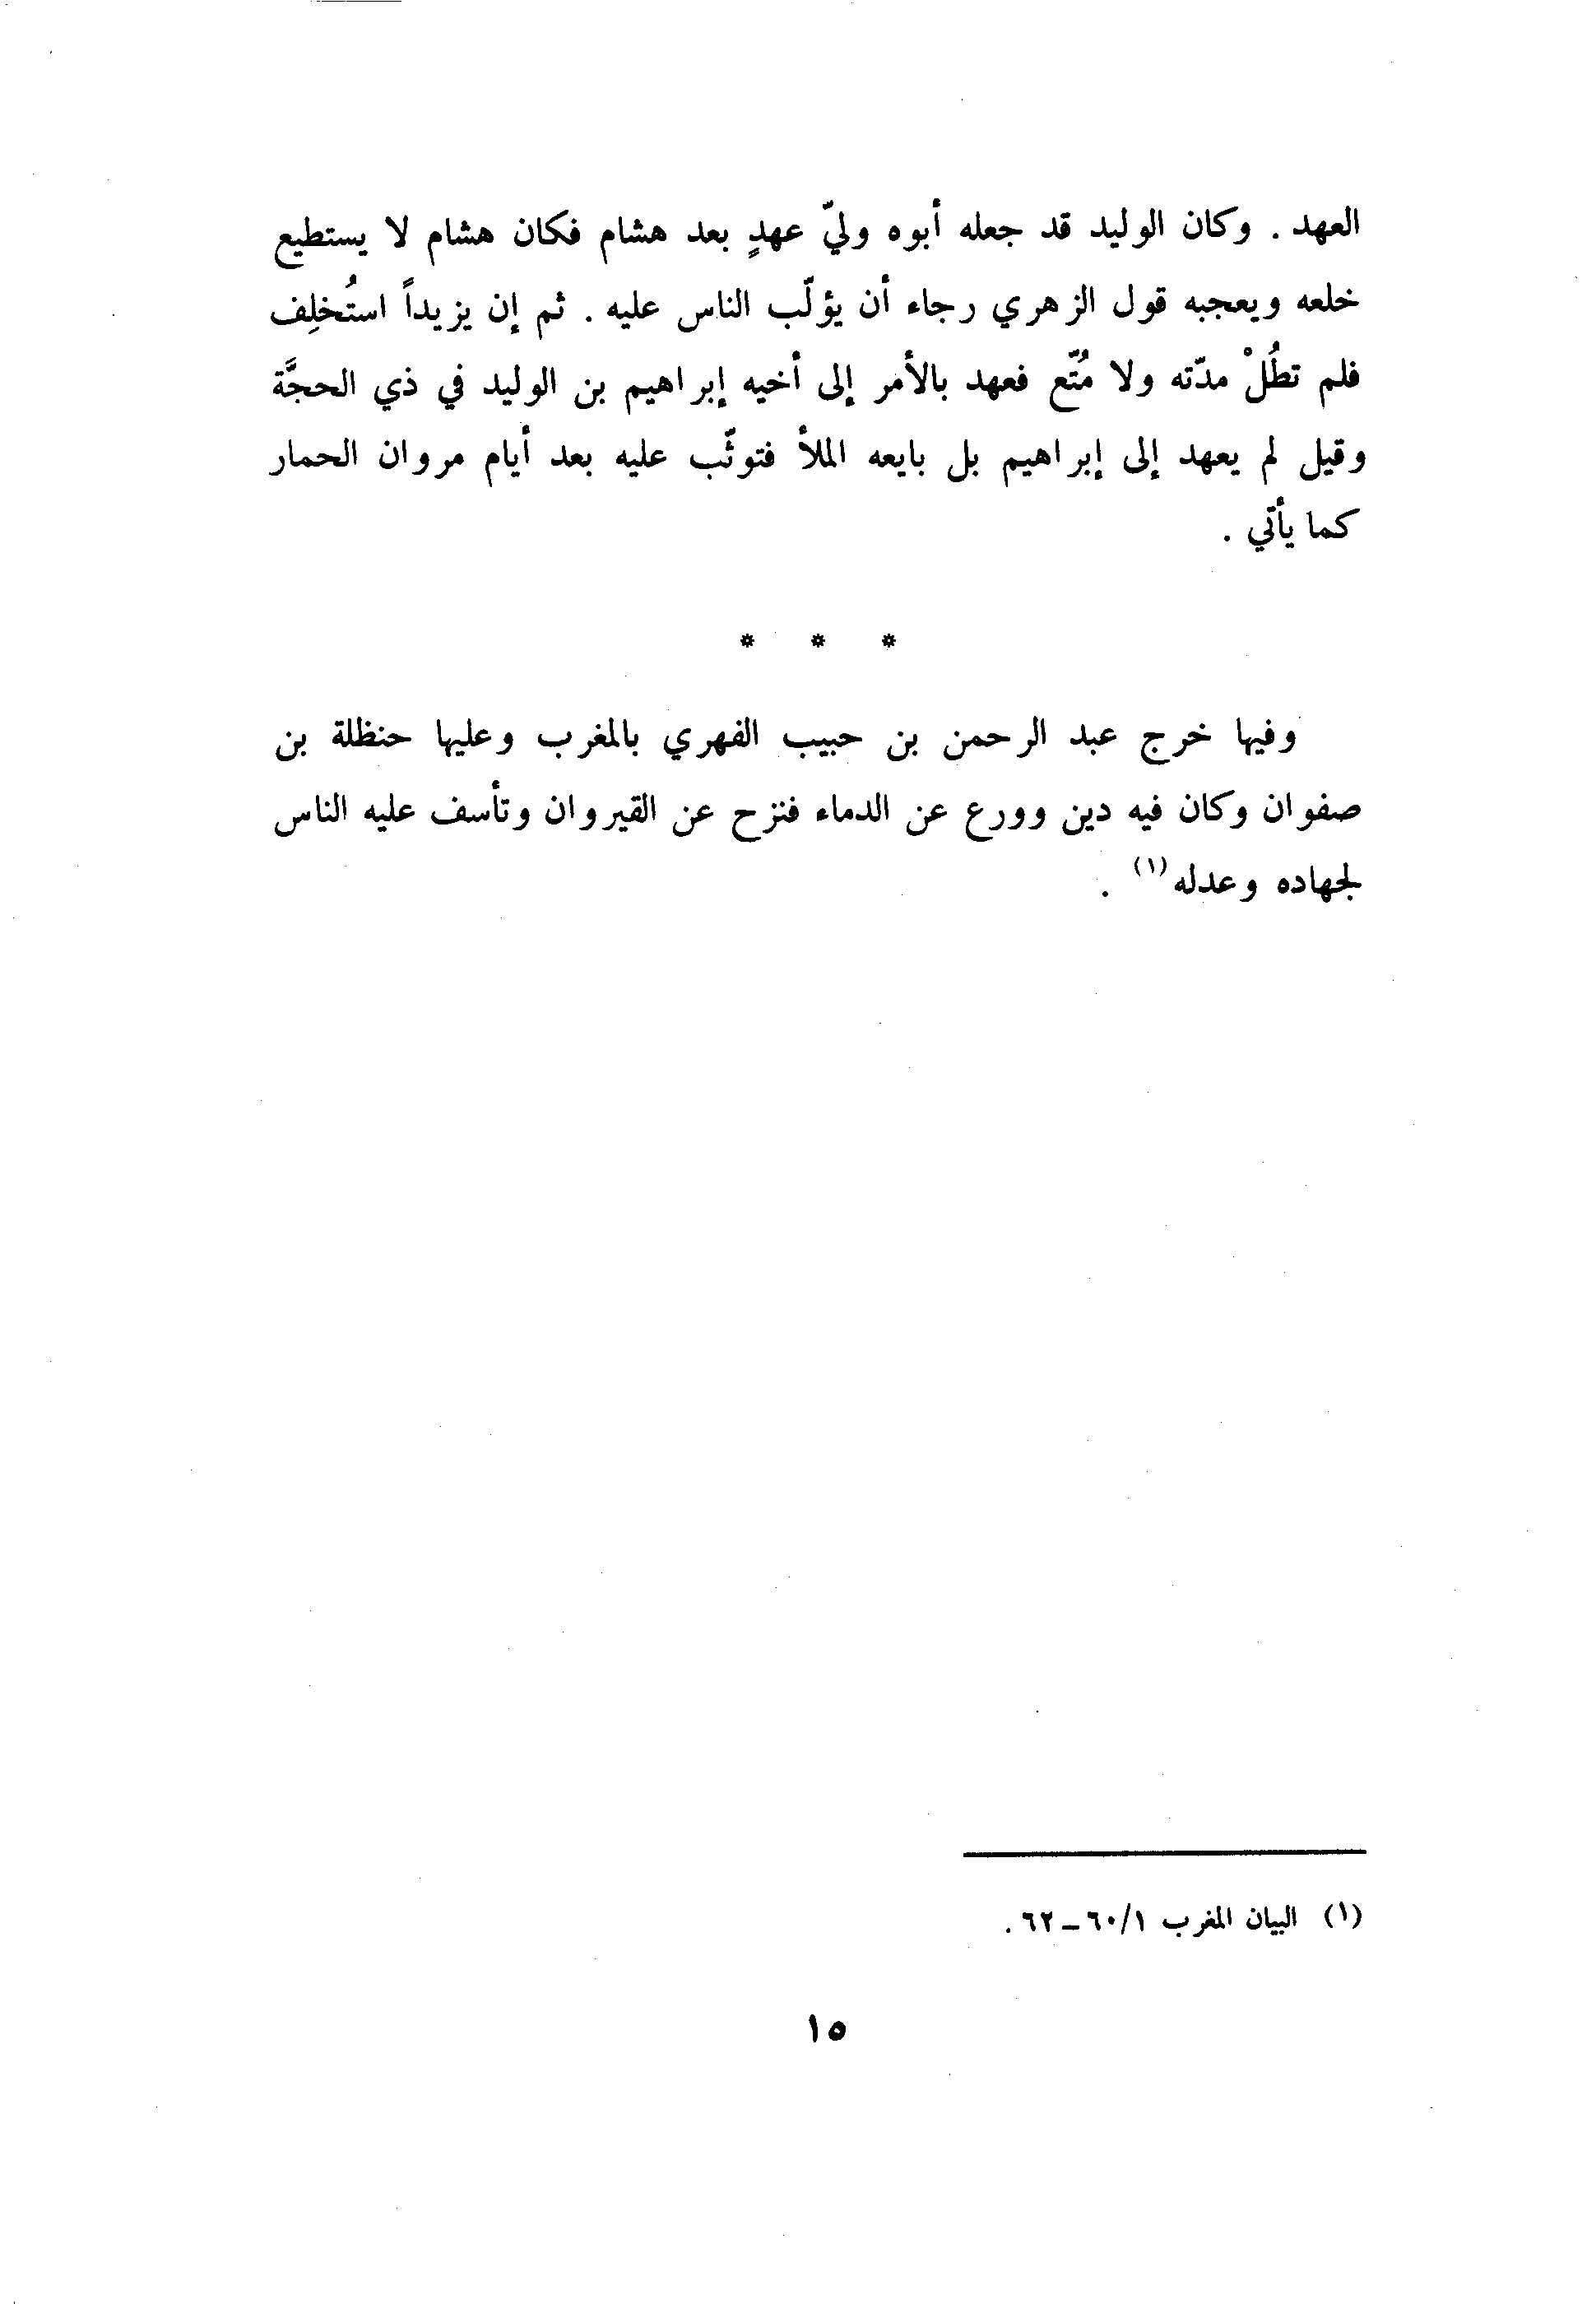 العهد . وكان الوليد قد جعله أبوه وليّ عهدٍ بعد هشام فكان هشام لا يستطيع
خلعه ويعجبه قول الزهري رجاء أن يؤلّب الناس عليه . ثم إن يزيداً استُخلِف
فلم تطُلْ مدّته ولا مُتّع فعهد بالأمر إلى أخيه إبراهيم بن الوليد في ذي الحجَّة
وقيل لم يعهد إلى إبراهيم بل بايعه الملأ فتوثّب عليه بعد أيام مروان الحمار
كما يأتي .
* * *
وفيها خرج عبد الرحمن بن حبيب الفهري بالمغرب وعليها حنظلة بن
صفوان وكان فيه دين وورع عن الدماء فنزح عن القيروان وتأسف عليه الناس
لجهاده وعدله(١) .
(١) البيان المغرب ١/٦٠ – ٦٢ .
١٥